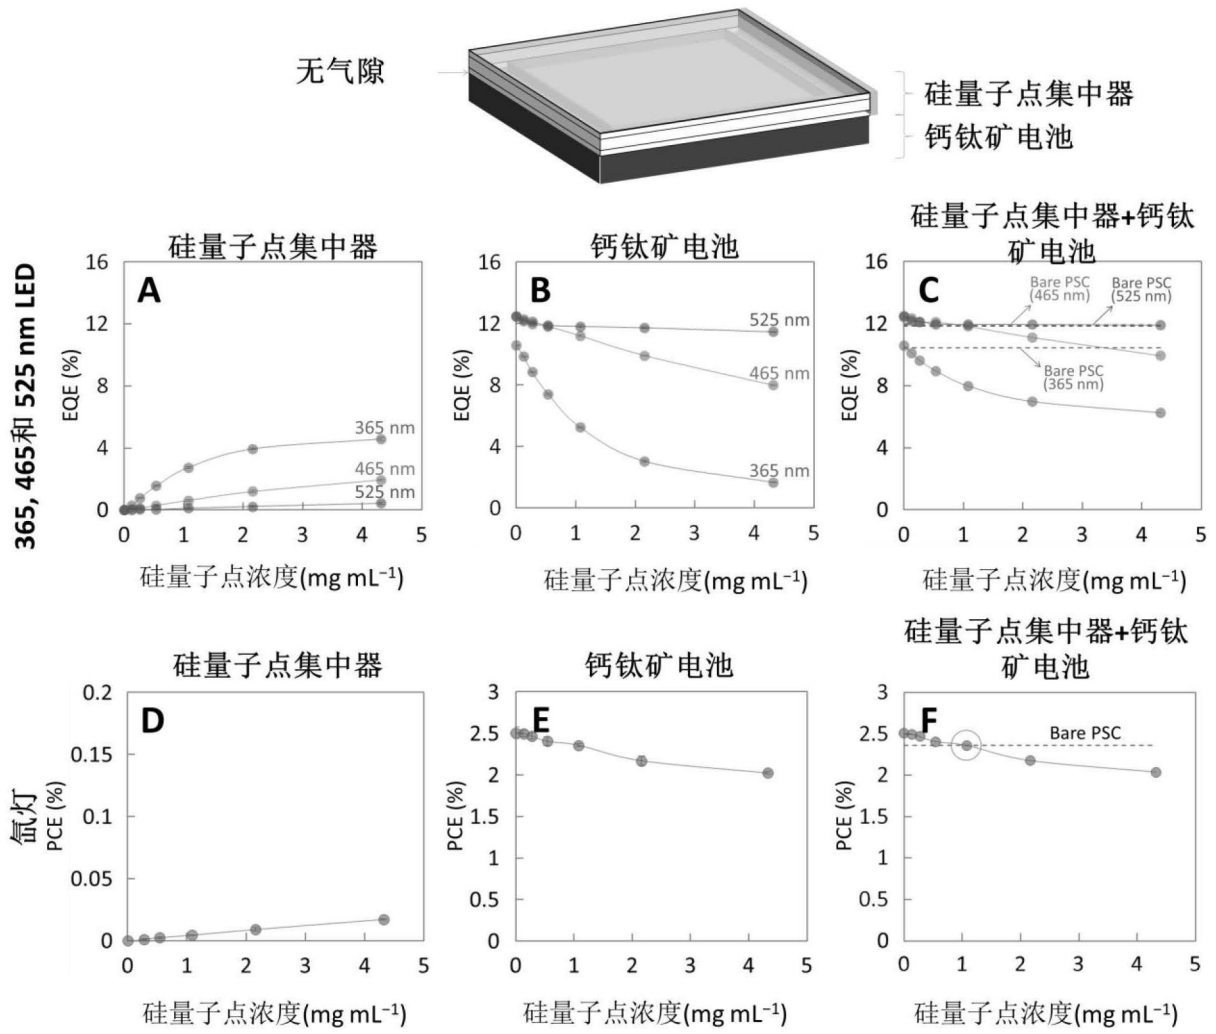 无气隙
硅量子点集中器
钙钛矿电池
365, 465和 525 nm LED
硅量子点集中器
A
16
12
8
4
0
EQE (%)
365 nm
465 nm
525 nm
0 1 2 3 4 5
硅量子点浓度(mg mL⁻¹)
钙钛矿电池
B
16
12
8
4
0
EQE (%)
525 nm
465 nm
365 nm
0 1 2 3 4 5
硅量子点浓度(mg mL⁻¹)
硅量子点集中器+钙钛
矿电池
C
16
12
8
4
0
EQE (%)
Bare PSC
(465 nm)
Bare PSC
(525 nm)
Bare PSC
(365 nm)
0 1 2 3 4 5
硅量子点浓度(mg mL⁻¹)
氙灯
硅量子点集中器
D
0.2
0.15
0.1
0.05
0
PCE (%)
0 1 2 3 4 5
硅量子点浓度(mg mL⁻¹)
钙钛矿电池
E
3
2.5
2
1.5
1
0.5
0
PCE (%)
0 1 2 3 4 5
硅量子点浓度(mg mL⁻¹)
硅量子点集中器+钙钛
矿电池
F
3
2.5
2
1.5
1
0.5
0
PCE (%)
Bare PSC
0 1 2 3 4 5
硅量子点浓度(mg mL⁻¹)